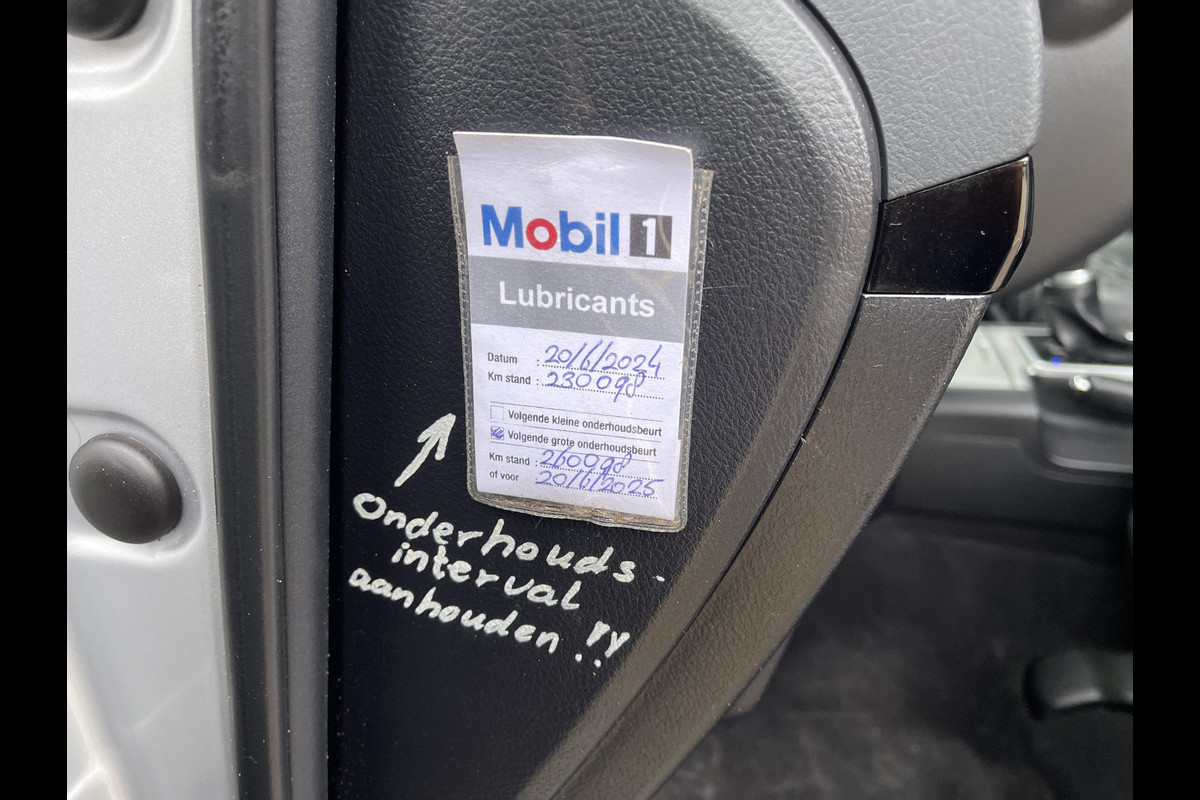 Mobil 1
Lubricants
Datum : 20/6/2024
Km stand : 230098
Volgende kleine onderhoudsbeurt
Volgende grote onderhoudsbeurt
Km stand : 260098
of voor 20/6/2025
Onderhouds-
interval
aanhouden !!